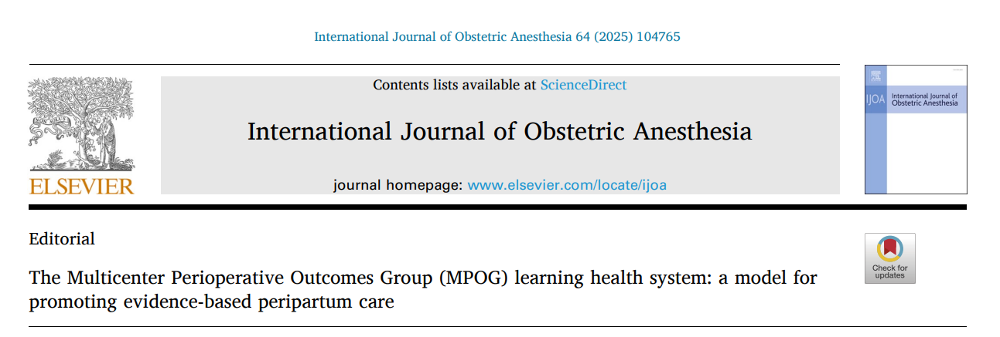 International Journal of Obstetric Anesthesia 64 (2025) 104765
Contents lists available at ScienceDirect
International Journal of Obstetric Anesthesia
journal homepage: www.elsevier.com/locate/ijoa
ELSEVIER
IJOA
International Journal of
Obstetric Anesthesia
Editorial
Check for
updates
The Multicenter Perioperative Outcomes Group (MPOG) learning health system: a model for
promoting evidence-based peripartum care